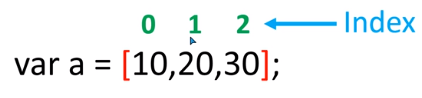 0 1 2 Index
var a = [10,20,30];